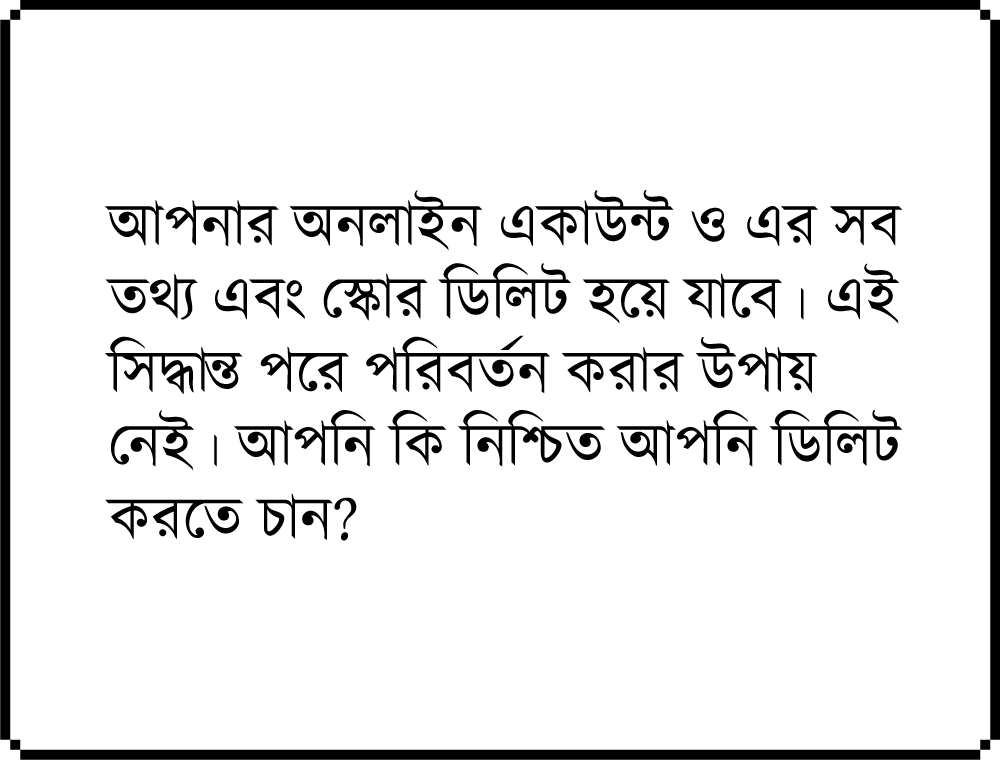 আপনার অনলাইন একাউন্ট ও এর সব
তথ্য এবং স্কোর ডিলিট হয়ে যাবে। এই
সিদ্ধান্ত পরে পরিবর্তন করার উপায়
নেই। আপনি কি নিশ্চিত আপনি ডিলিট
করতে চান?